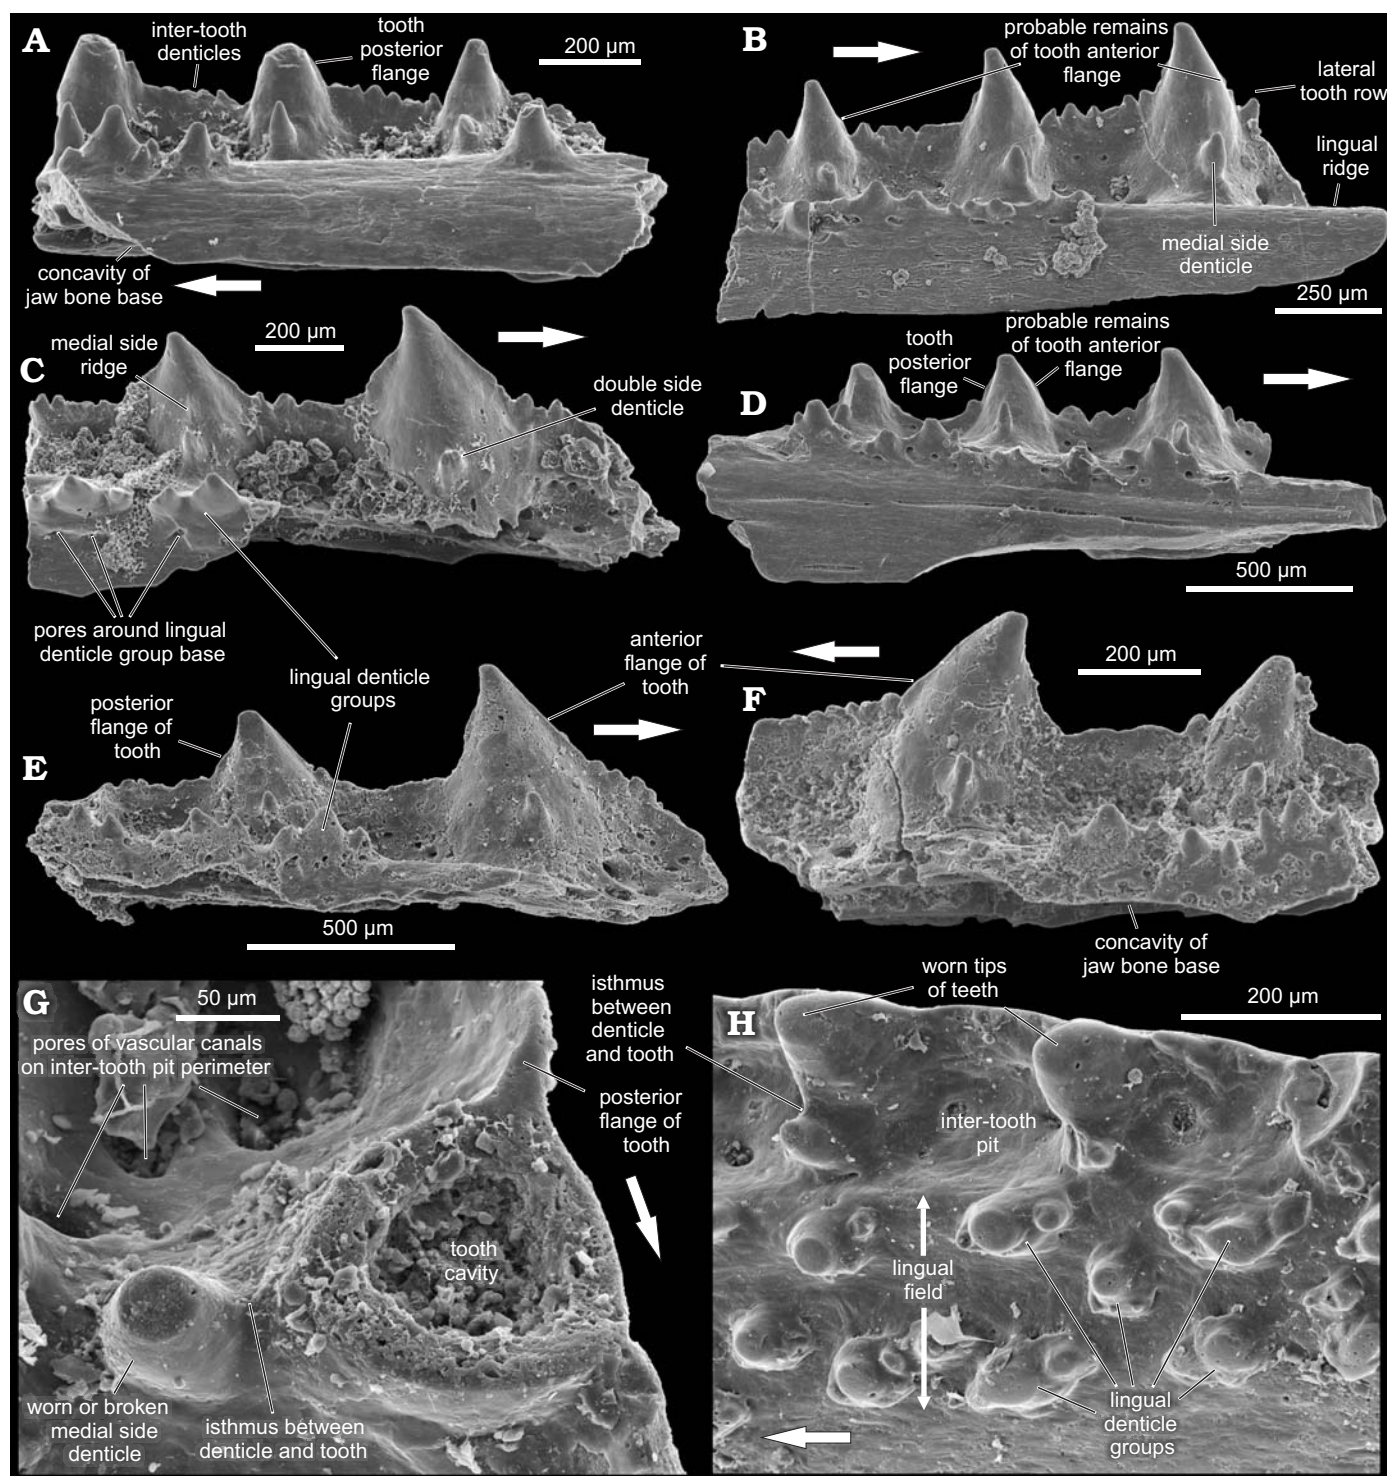 A
inter-tooth
denticles
tooth
posterior
flange
200 µm
concavity of
jaw bone base
B
probable remains
of tooth anterior
flange
lateral
tooth row
lingual
ridge
medial side
denticle
250 µm
C
medial side
ridge
200 µm
double side
denticle
pores around lingual
denticle group base
lingual denticle
groups
D
tooth
posterior
flange
probable remains
of tooth anterior
flange
500 µm
E
posterior
flange of
tooth
anterior
flange of
tooth
500 µm
F
200 µm
concavity of
jaw bone base
G
50 µm
pores of vascular canals
on inter-tooth pit perimeter
isthmus
between
denticle
and tooth
posterior
flange of
tooth
tooth
cavity
worn or broken
medial side
denticle
isthmus between
denticle and tooth
H
worn tips
of teeth
200 µm
inter-tooth
pit
lingual
field
lingual
denticle
groups